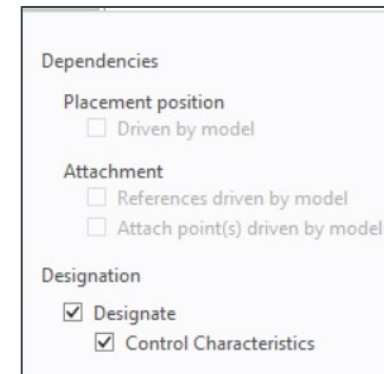 Dependencies
Placement position
Driven by model
Attachment
References driven by model
Attach point(s) driven by model
Designation
Designate
Control Characteristics